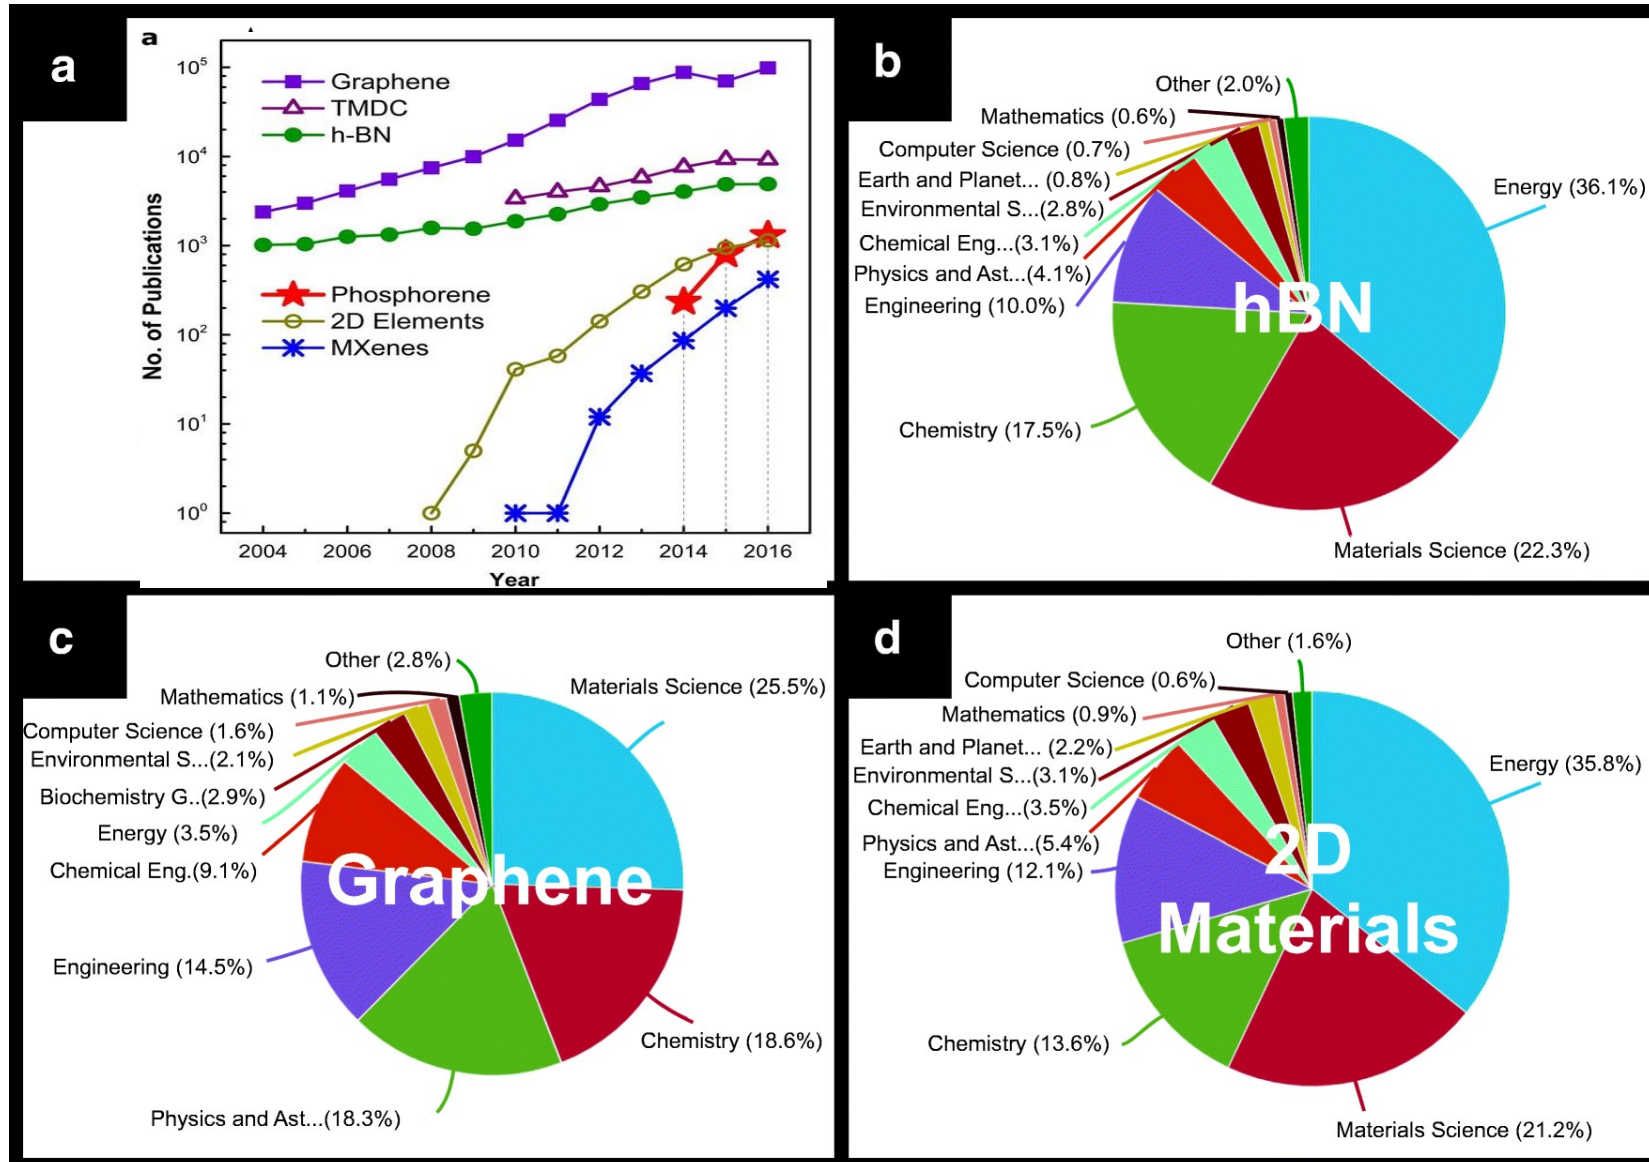 a
a
10⁵
10⁴
10³
10²
10¹
10⁰
No. of Publications
Graphene
TMDC
h-BN
Phosphorene
2D Elements
MXenes
2004 2006 2008 2010 2012 2014 2016
Year
b
Other (2.0%)
Mathematics (0.6%)
Computer Science (0.7%)
Earth and Planet... (0.8%)
Environmental S...(2.8%)
Chemical Eng...(3.1%)
Physics and Ast...(4.1%)
Engineering (10.0%)
Chemistry (17.5%)
Energy (36.1%)
Materials Science (22.3%)
hBN
c
Other (2.8%)
Mathematics (1.1%)
Computer Science (1.6%)
Environmental S...(2.1%)
Biochemistry G..(2.9%)
Energy (3.5%)
Chemical Eng.(9.1%)
Engineering (14.5%)
Physics and Ast...(18.3%)
Materials Science (25.5%)
Chemistry (18.6%)
Graphene
d
Other (1.6%)
Computer Science (0.6%)
Mathematics (0.9%)
Earth and Planet... (2.2%)
Environmental S...(3.1%)
Chemical Eng...(3.5%)
Physics and Ast...(5.4%)
Engineering (12.1%)
Chemistry (13.6%)
Energy (35.8%)
Materials Science (21.2%)
2D
Materials